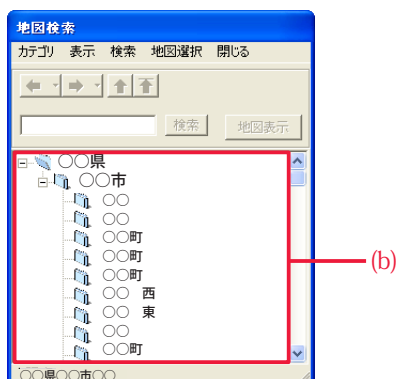 地図検索
カテゴリ 表示 検索 地図選択 閉じる
検索 地図表示
○○県
○○市
○○
○○
○○町
○○町
○○町
○○ 西
○○ 東
○○
○○町
(b)
○○県○○市○○